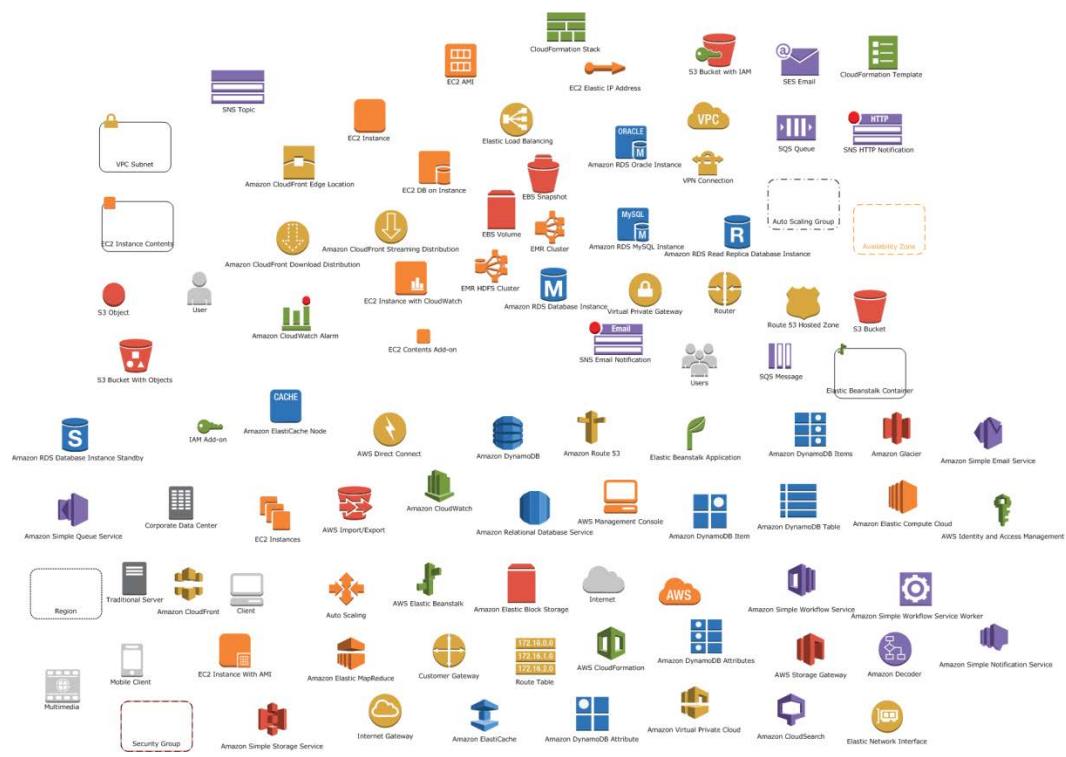 CloudFormation Stack
EC2 AMI
EC2 Elastic IP Address
S3 Bucket with IAM
@
SES Email
CloudFormation Template
SNS Topic
EC2 Instance
Elastic Load Balancing
VPC
HTTP
ORACLE
M
SQS Queue
SNS HTTP Notification
VPC Subnet
Amazon CloudFront Edge Location
EC2 DB on Instance
EBS Snapshot
Amazon RDS Oracle Instance
VPN Connection
Auto Scaling Group
EC2 Instance Contents
Amazon CloudFront Streaming Distribution
EBS Volume
EMR Cluster
MySQL
M
Amazon RDS MySQL Instance
R
Amazon RDS Read Replica Database Instance
Availability Zone
Amazon CloudFront Download Distribution
EC2 Instance with CloudWatch
EMR HDFS Cluster
M
Amazon RDS Database Instance
Virtual Private Gateway
Router
S3 Object
User
Amazon CloudWatch Alarm
EC2 Contents Add-on
Email
SNS Email Notification
Route 53 Hosted Zone
S3 Bucket
S3 Bucket With Objects
Users
SQS Message
Elastic Beanstalk Container
CACHE
Amazon ElastiCache Node
S
Amazon RDS Database Instance Standby
IAM Add-on
AWS Direct Connect
Amazon DynamoDB
Amazon Route 53
Elastic Beanstalk Application
Amazon DynamoDB Items
Amazon Glacier
Amazon Simple Email Service
Amazon Simple Queue Service
Corporate Data Center
EC2 Instances
AWS Import/Export
Amazon CloudWatch
Amazon Relational Database Service
AWS Management Console
Amazon DynamoDB Item
Amazon DynamoDB Table
Amazon Elastic Compute Cloud
AWS Identity and Access Management
Region
Traditional Server
Amazon CloudFront
Client
Auto Scaling
AWS Elastic Beanstalk
Amazon Elastic Block Storage
Internet
AWS
Amazon Simple Workflow Service
Amazon Simple Workflow Service Worker
Mobile Client
EC2 Instance With AMI
Amazon Elastic MapReduce
Customer Gateway
172.16.0.0
172.16.1.0
172.16.2.0
Route Table
AWS CloudFormation
Amazon DynamoDB Attributes
AWS Storage Gateway
Amazon Decoder
Amazon Simple Notification Service
Multimedia
Security Group
Amazon Simple Storage Service
Internet Gateway
Amazon ElastiCache
Amazon DynamoDB Attribute
Amazon Virtual Private Cloud
Amazon CloudSearch
Elastic Network Interface